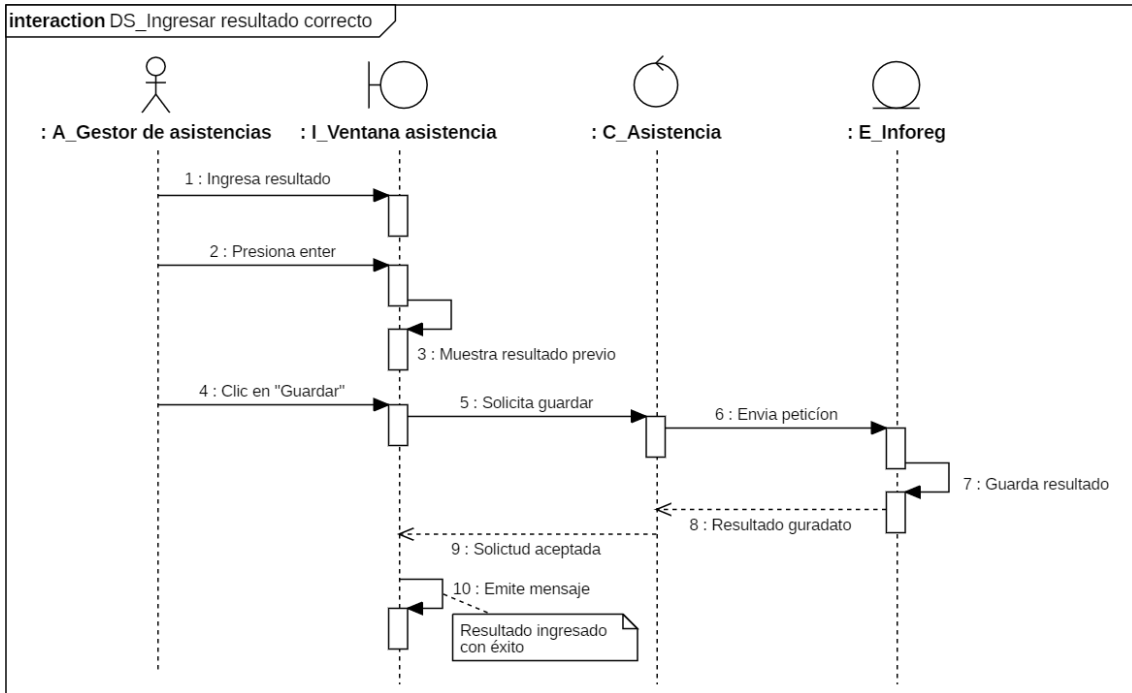 interaction DS_Ingresar resultado correcto
: A_Gestor de asistencias
: I_Ventana asistencia
: C_Asistencia
: E_Inforeg
1 : Ingresa resultado
2 : Presiona enter
3 : Muestra resultado previo
4 : Clic en "Guardar"
5 : Solicita guardar
6 : Envia peticíon
7 : Guarda resultado
8 : Resultado guradato
9 : Solictud aceptada
10 : Emite mensaje
Resultado ingresado
con éxito